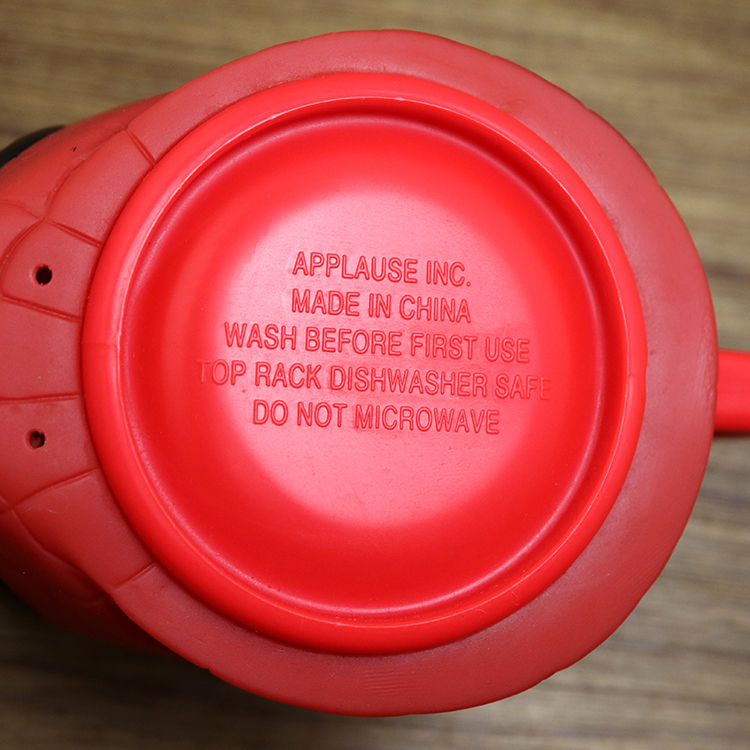 APPLAUSE INC.
MADE IN CHINA
WASH BEFORE FIRST USE
TOP RACK DISHWASHER SAFE
DO NOT MICROWAVE